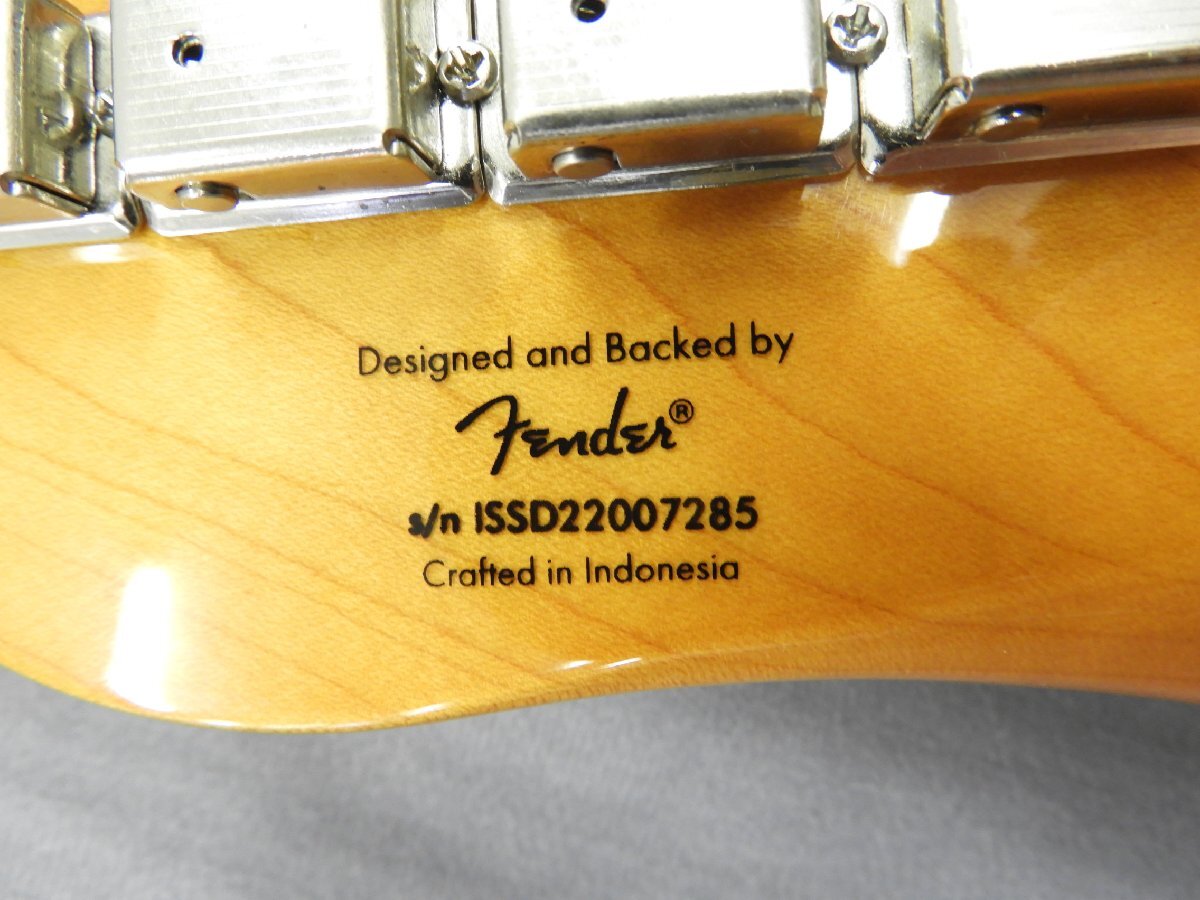 Designed and Backed by
Fender®
s/n ISSD22007285
Crafted in Indonesia